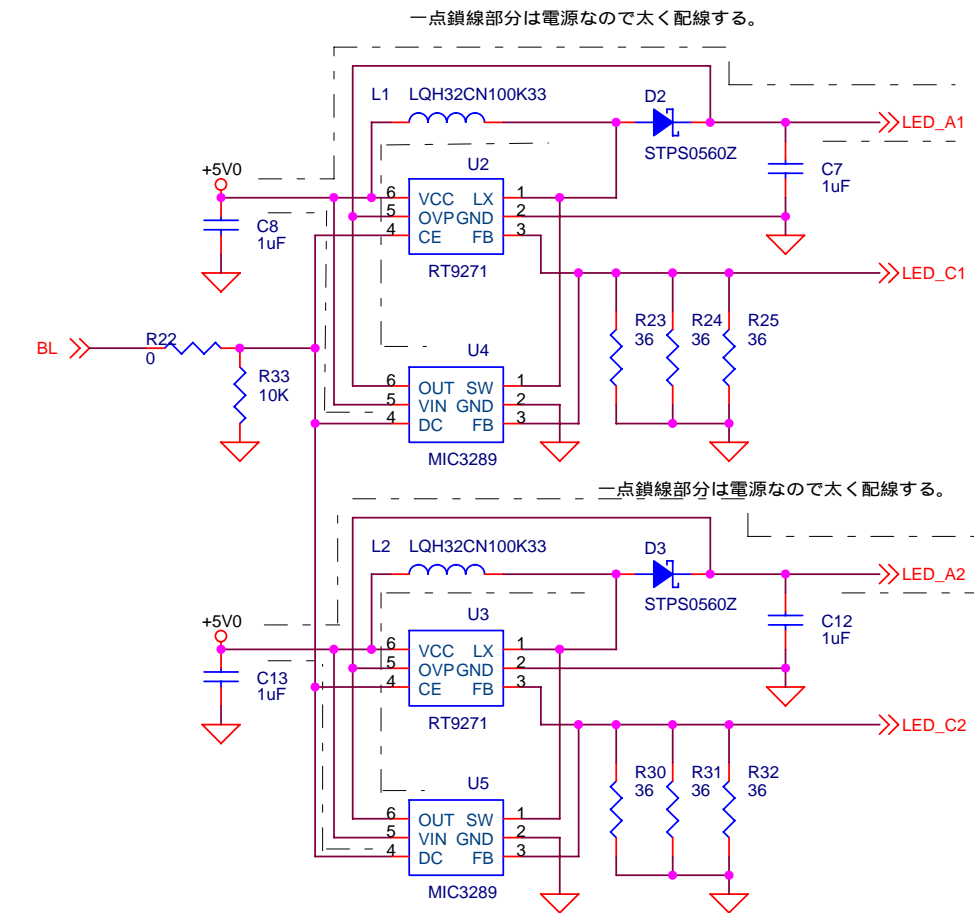 一点鎖線部分は電源なので太く配線する。
L1 LQH32CN100K33
D2
LED_A1
STPS0560Z
C7
1uF
+5V0
C8
1uF
U2
6 VCC LX 1
5 OVP GND 2
4 CE FB 3
RT9271
LED_C1
BL
R22
0
R33
10K
R23
36
R24
36
R25
36
U4
6 OUT SW 1
5 VIN GND 2
4 DC FB 3
MIC3289
一点鎖線部分は電源なので太く配線する。
L2 LQH32CN100K33
D3
LED_A2
STPS0560Z
C12
1uF
+5V0
C13
1uF
U3
6 VCC LX 1
5 OVP GND 2
4 CE FB 3
RT9271
LED_C2
R30
36
R31
36
R32
36
U5
6 OUT SW 1
5 VIN GND 2
4 DC FB 3
MIC3289